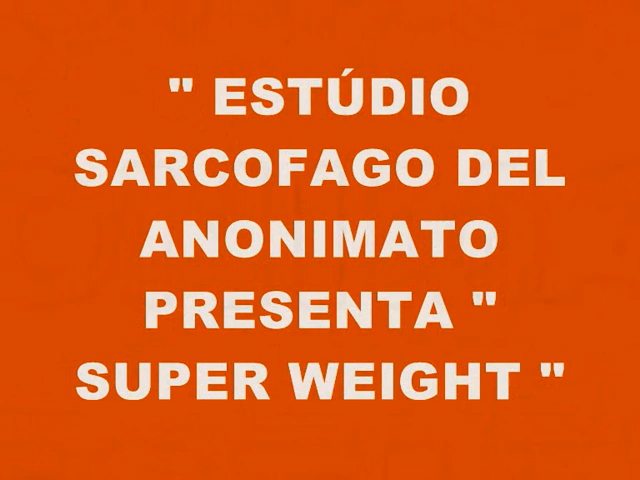 " ESTÚDIO
SARCOFAGO DEL
ANONIMATO
PRESENTA "
SUPER WEIGHT "